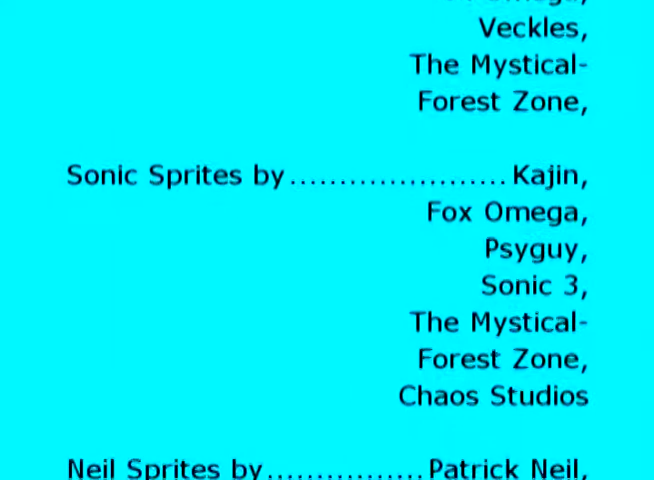 Veckles,
The Mystical-
Forest Zone,
Sonic Sprites by......................Kajin,
Fox Omega,
Psyguy,
Sonic 3,
The Mystical-
Forest Zone,
Chaos Studios
Neil Sprites by................Patrick Neil,